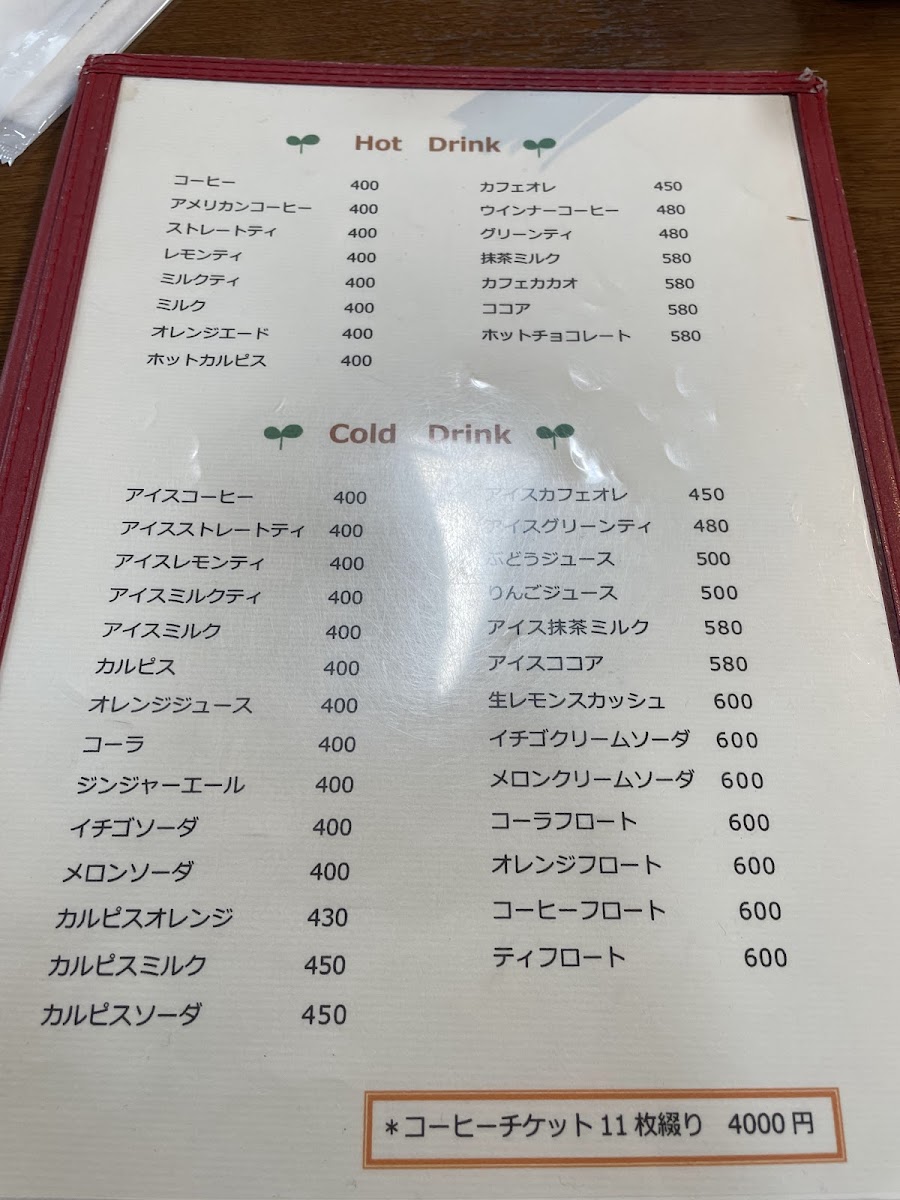 Hot Drink
コーヒー 400
アメリカンコーヒー 400
ストレートティ 400
レモンティ 400
ミルクティ 400
ミルク 400
オレンジエード 400
ホットカルピス 400
カフェオレ 450
ウインナーコーヒー 480
グリーンティ 480
抹茶ミルク 580
カフェカカオ 580
ココア 580
ホットチョコレート 580
Cold Drink
アイスコーヒー 400
アイスストレートティ 400
アイスレモンティ 400
アイスミルクティ 400
アイスミルク 400
カルピス 400
オレンジジュース 400
コーラ 400
ジンジャーエール 400
イチゴソーダ 400
メロンソーダ 400
カルピスオレンジ 430
カルピスミルク 450
カルピスソーダ 450
アイスカフェオレ 450
アイスグリーンティ 480
ぶどうジュース 500
りんごジュース 500
アイス抹茶ミルク 580
アイスココア 580
生レモンスカッシュ 600
イチゴクリームソーダ 600
メロンクリームソーダ 600
コーラフロート 600
オレンジフロート 600
コーヒーフロート 600
ティフロート 600
＊コーヒーチケット11枚綴り 4000円